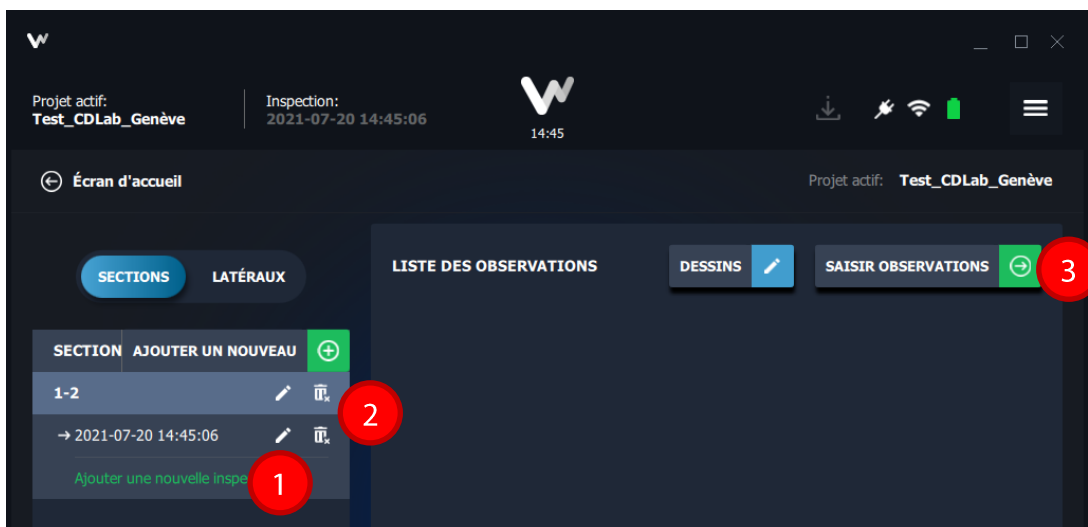 Projet actif:
Test_CDLab_Genève
Inspection:
2021-07-20 14:45:06
14:45
Écran d'accueil
Projet actif: Test_CDLab_Genève
SECTIONS LATÉRAUX
LISTE DES OBSERVATIONS
DESSINS
SAISIR OBSERVATIONS
3
SECTION AJOUTER UN NOUVEAU
1-2
2
→ 2021-07-20 14:45:06
Ajouter une nouvelle inspe
1